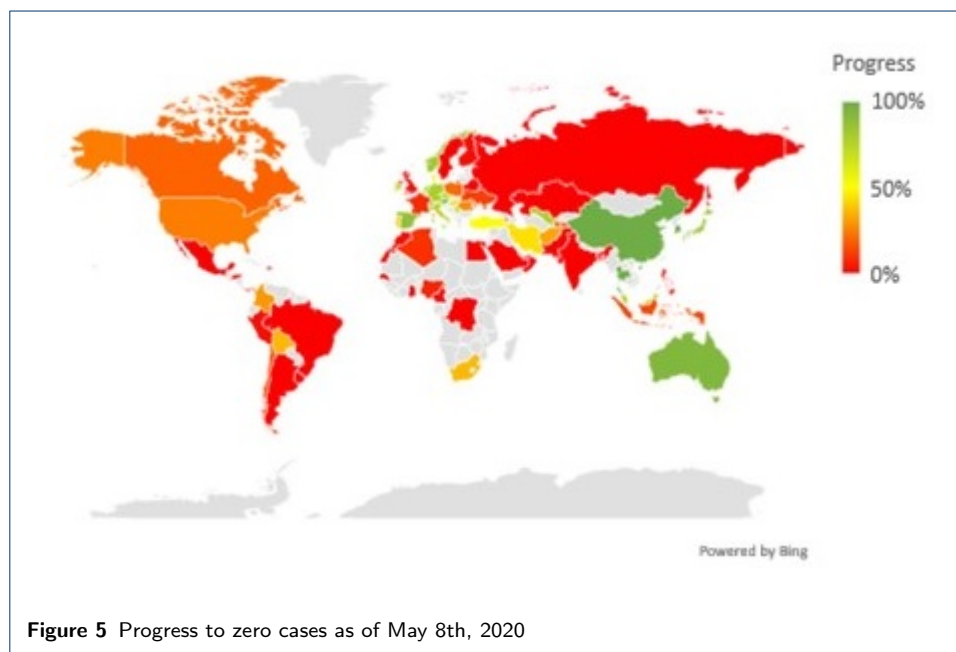 Progress
100%
50%
0%
Powered by Bing
Figure 5 Progress to zero cases as of May 8th, 2020